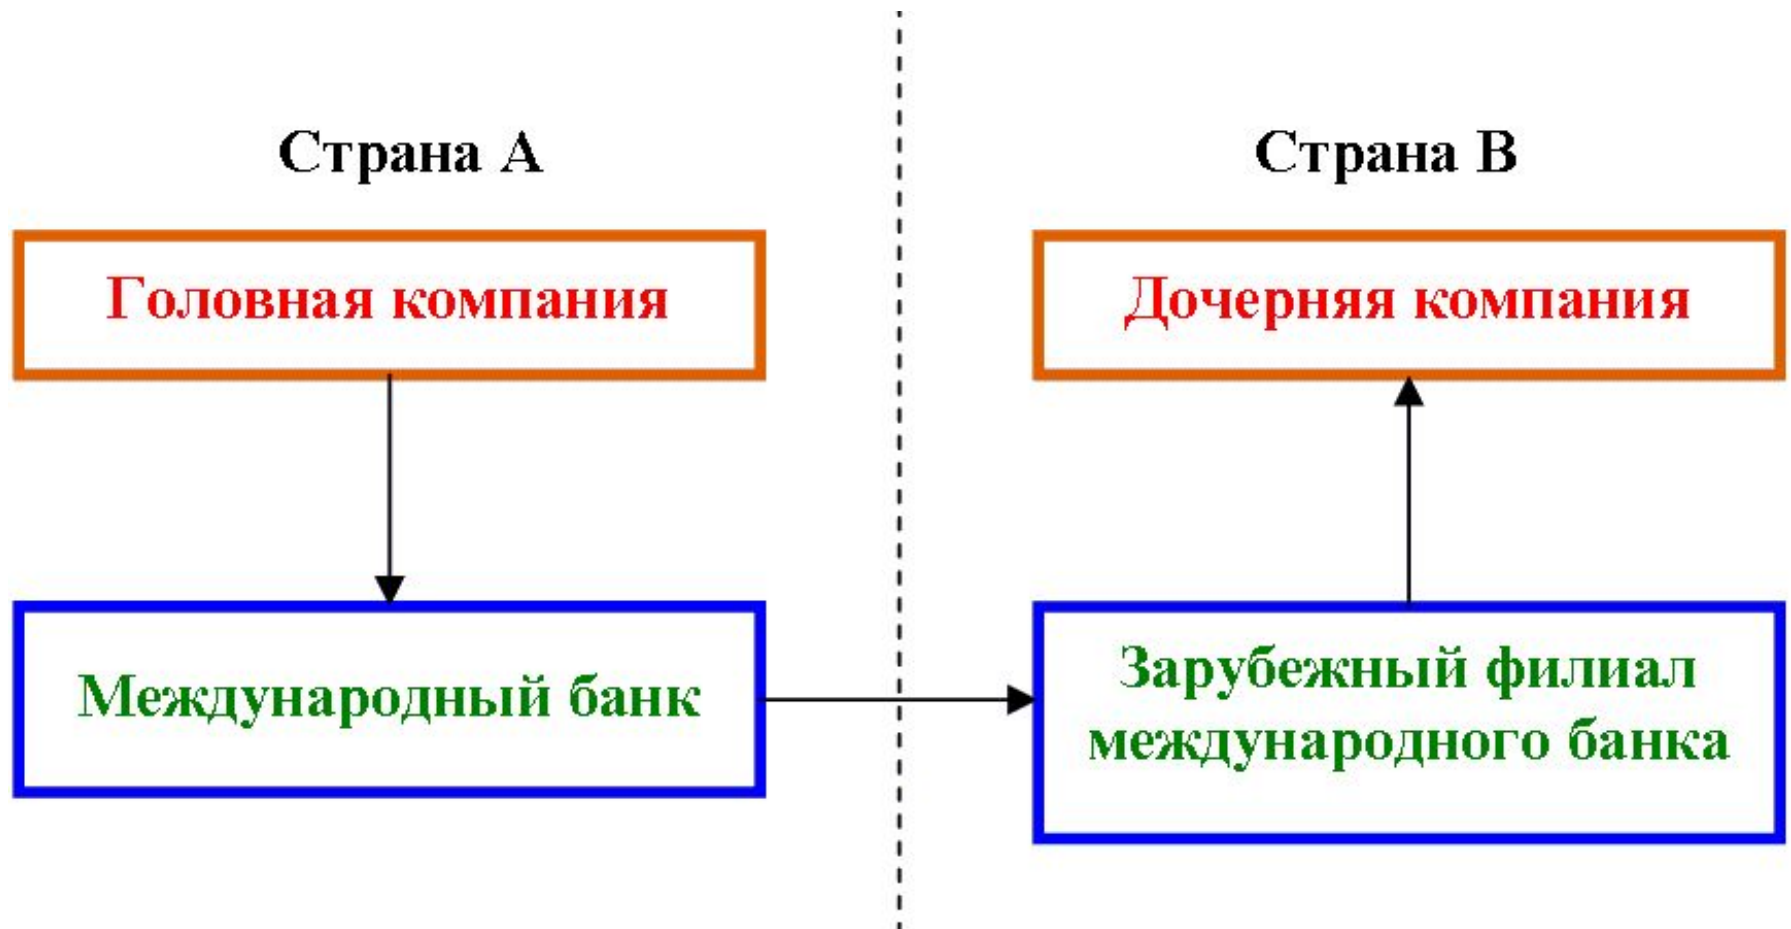 Страна А
Страна В
Головная компания
Дочерняя компания
Международный банк
Зарубежный филиал
международного банка